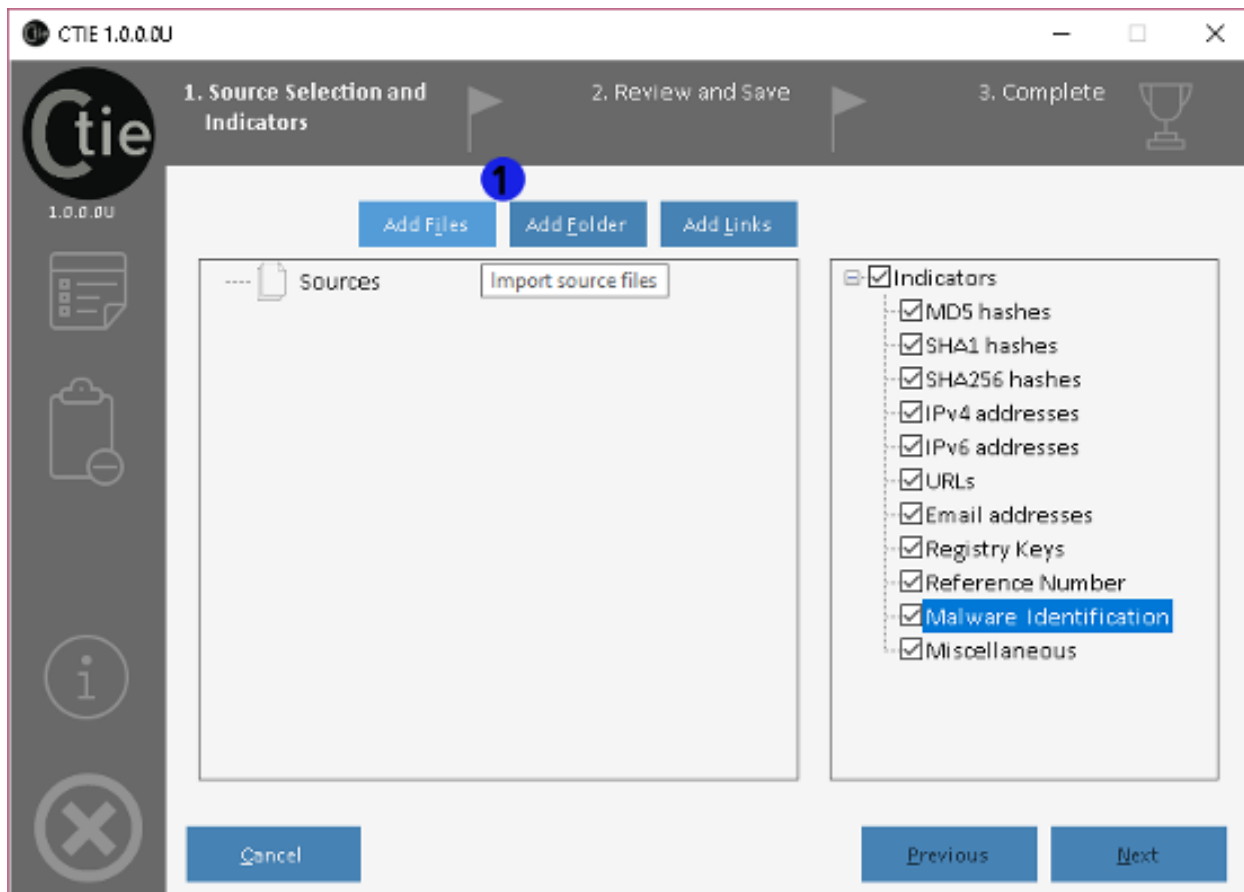 CTIE 1.0.0.0U
Ctie
1.0.0.0U
1. Source Selection and
Indicators
2. Review and Save
3. Complete
1
Add Files
Add Folder
Add Links
Sources
Import source files
Indicators
MD5 hashes
SHA1 hashes
SHA256 hashes
IPv4 addresses
IPv6 addresses
URLs
Email addresses
Registry Keys
Reference Number
Malware Identification
Miscellaneous
Cancel
Previous
Next